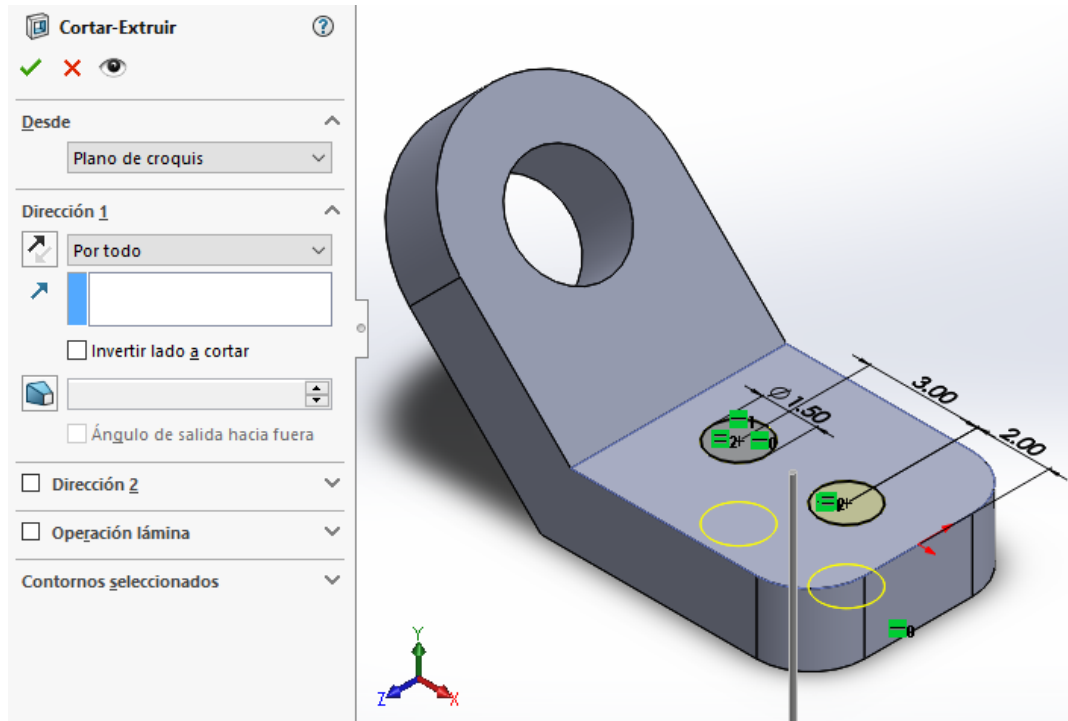 Cortar-Extruir
Desde
Plano de croquis
Dirección 1
Por todo
Invertir lado a cortar
Ángulo de salida hacia fuera
Dirección 2
Operación lámina
Contornos seleccionados
3.00
Ø1.50
2.00
Y
Z
X